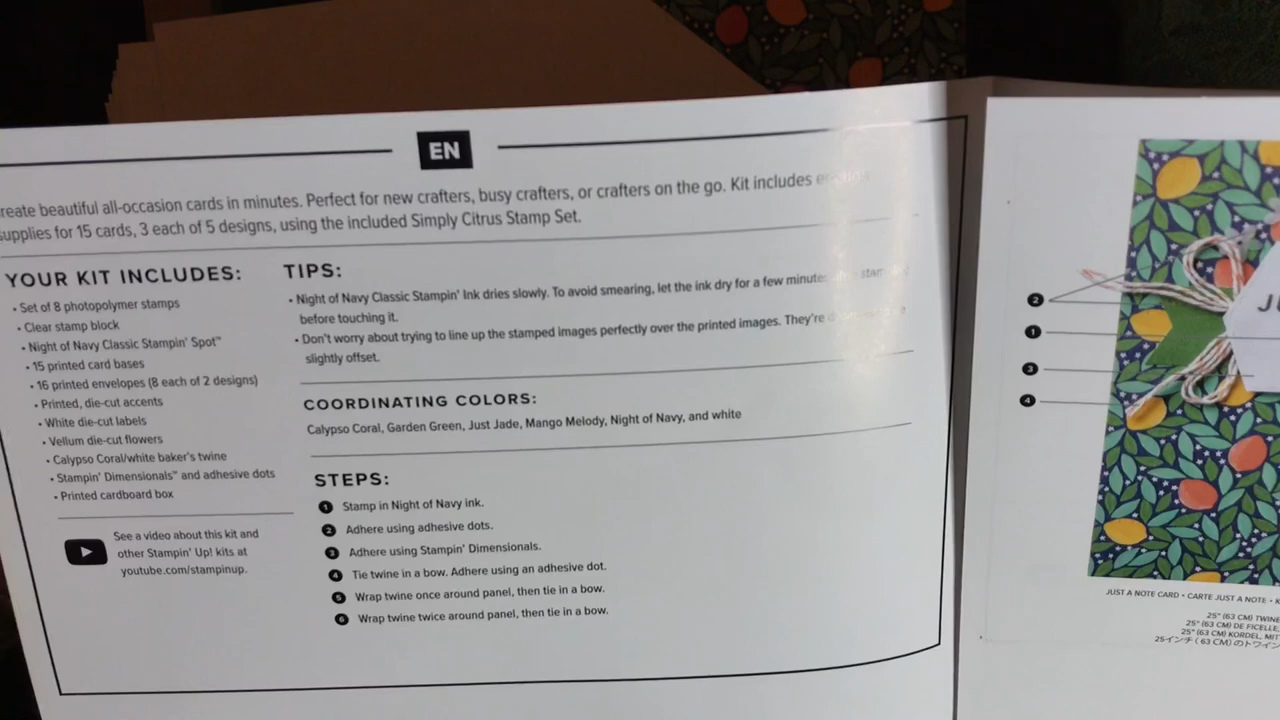 EN
reate beautiful all-occasion cards in minutes. Perfect for new crafters, busy crafters, or crafters on the go. Kit includes
supplies for 15 cards, 3 each of 5 designs, using the included Simply Citrus Stamp Set.
YOUR KIT INCLUDES:
• Set of 8 photopolymer stamps
• Clear stamp block
• Night of Navy Classic Stampin' Spot™
• 15 printed card bases
• 16 printed envelopes (8 each of 2 designs)
• Printed, die-cut accents
• White die-cut labels
• Vellum die-cut flowers
• Calypso Coral/white baker's twine
• Stampin' Dimensionals™ and adhesive dots
• Printed cardboard box
See a video about this kit and
other Stampin' Up! kits at
youtube.com/stampinup.
TIPS:
• Night of Navy Classic Stampin' Ink dries slowly. To avoid smearing, let the ink dry for a few minutes
before touching it.
• Don't worry about trying to line up the stamped images perfectly over the printed images. They're
slightly offset.
COORDINATING COLORS:
Calypso Coral, Garden Green, Just Jade, Mango Melody, Night of Navy, and white
STEPS:
1 Stamp in Night of Navy ink.
2 Adhere using adhesive dots.
3 Adhere using Stampin' Dimensionals.
4 Tie twine in a bow. Adhere using an adhesive dot.
5 Wrap twine once around panel, then tie in a bow.
6 Wrap twine twice around panel, then tie in a bow.
2
1
3
4
J
JUST A NOTE CARD • CARTE JUST A NOTE • K
25" (63 CM) TWINE
25" (63 CM) DE FICELLE,
25" (63 CM) KORDEL, MIT
25インチ ( 63 CM)のトワイン